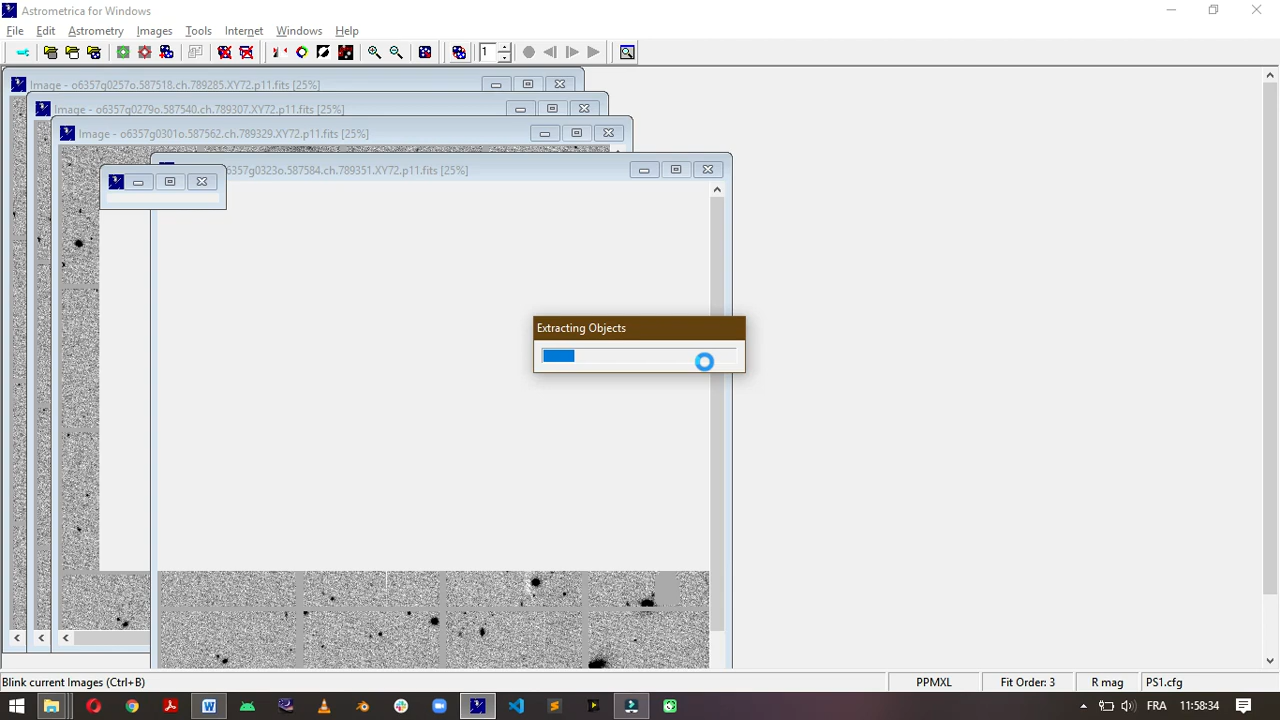 Astrometrica for Windows
File Edit Astrometry Images Tools Internet Windows Help
1
Image - o6357g0257o.587518.ch.789285.XY72.p11.fits [25%]
Image - o6357g0279o.587540.ch.789307.XY72.p11.fits [25%]
Image - o6357g0301o.587562.ch.789329.XY72.p11.fits [25%]
6357g0323o.587584.ch.789351.XY72.p11.fits [25%]
Extracting Objects
Blink current Images (Ctrl+B) PPMXL Fit Order: 3 R mag PS1.cfg
FRA 11:58:34